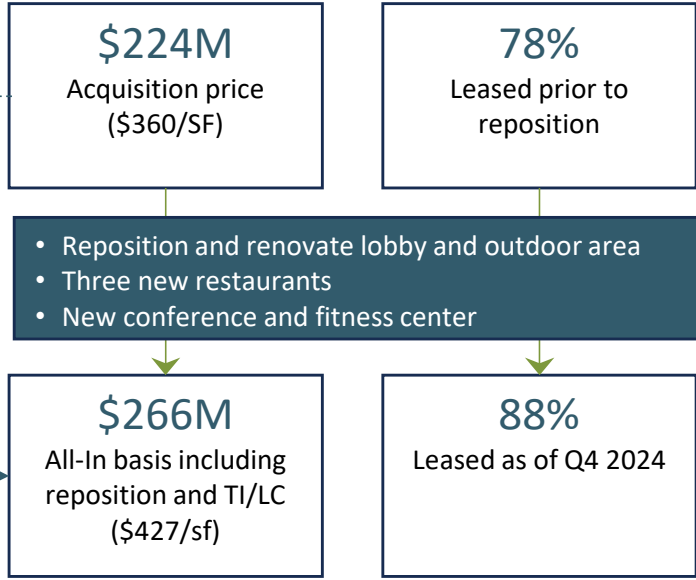 $224M
Acquisition price
($360/SF)
78%
Leased prior to
reposition
• Reposition and renovate lobby and outdoor area
• Three new restaurants
• New conference and fitness center
$266M
All-In basis including
reposition and TI/LC
($427/sf)
88%
Leased as of Q4 2024